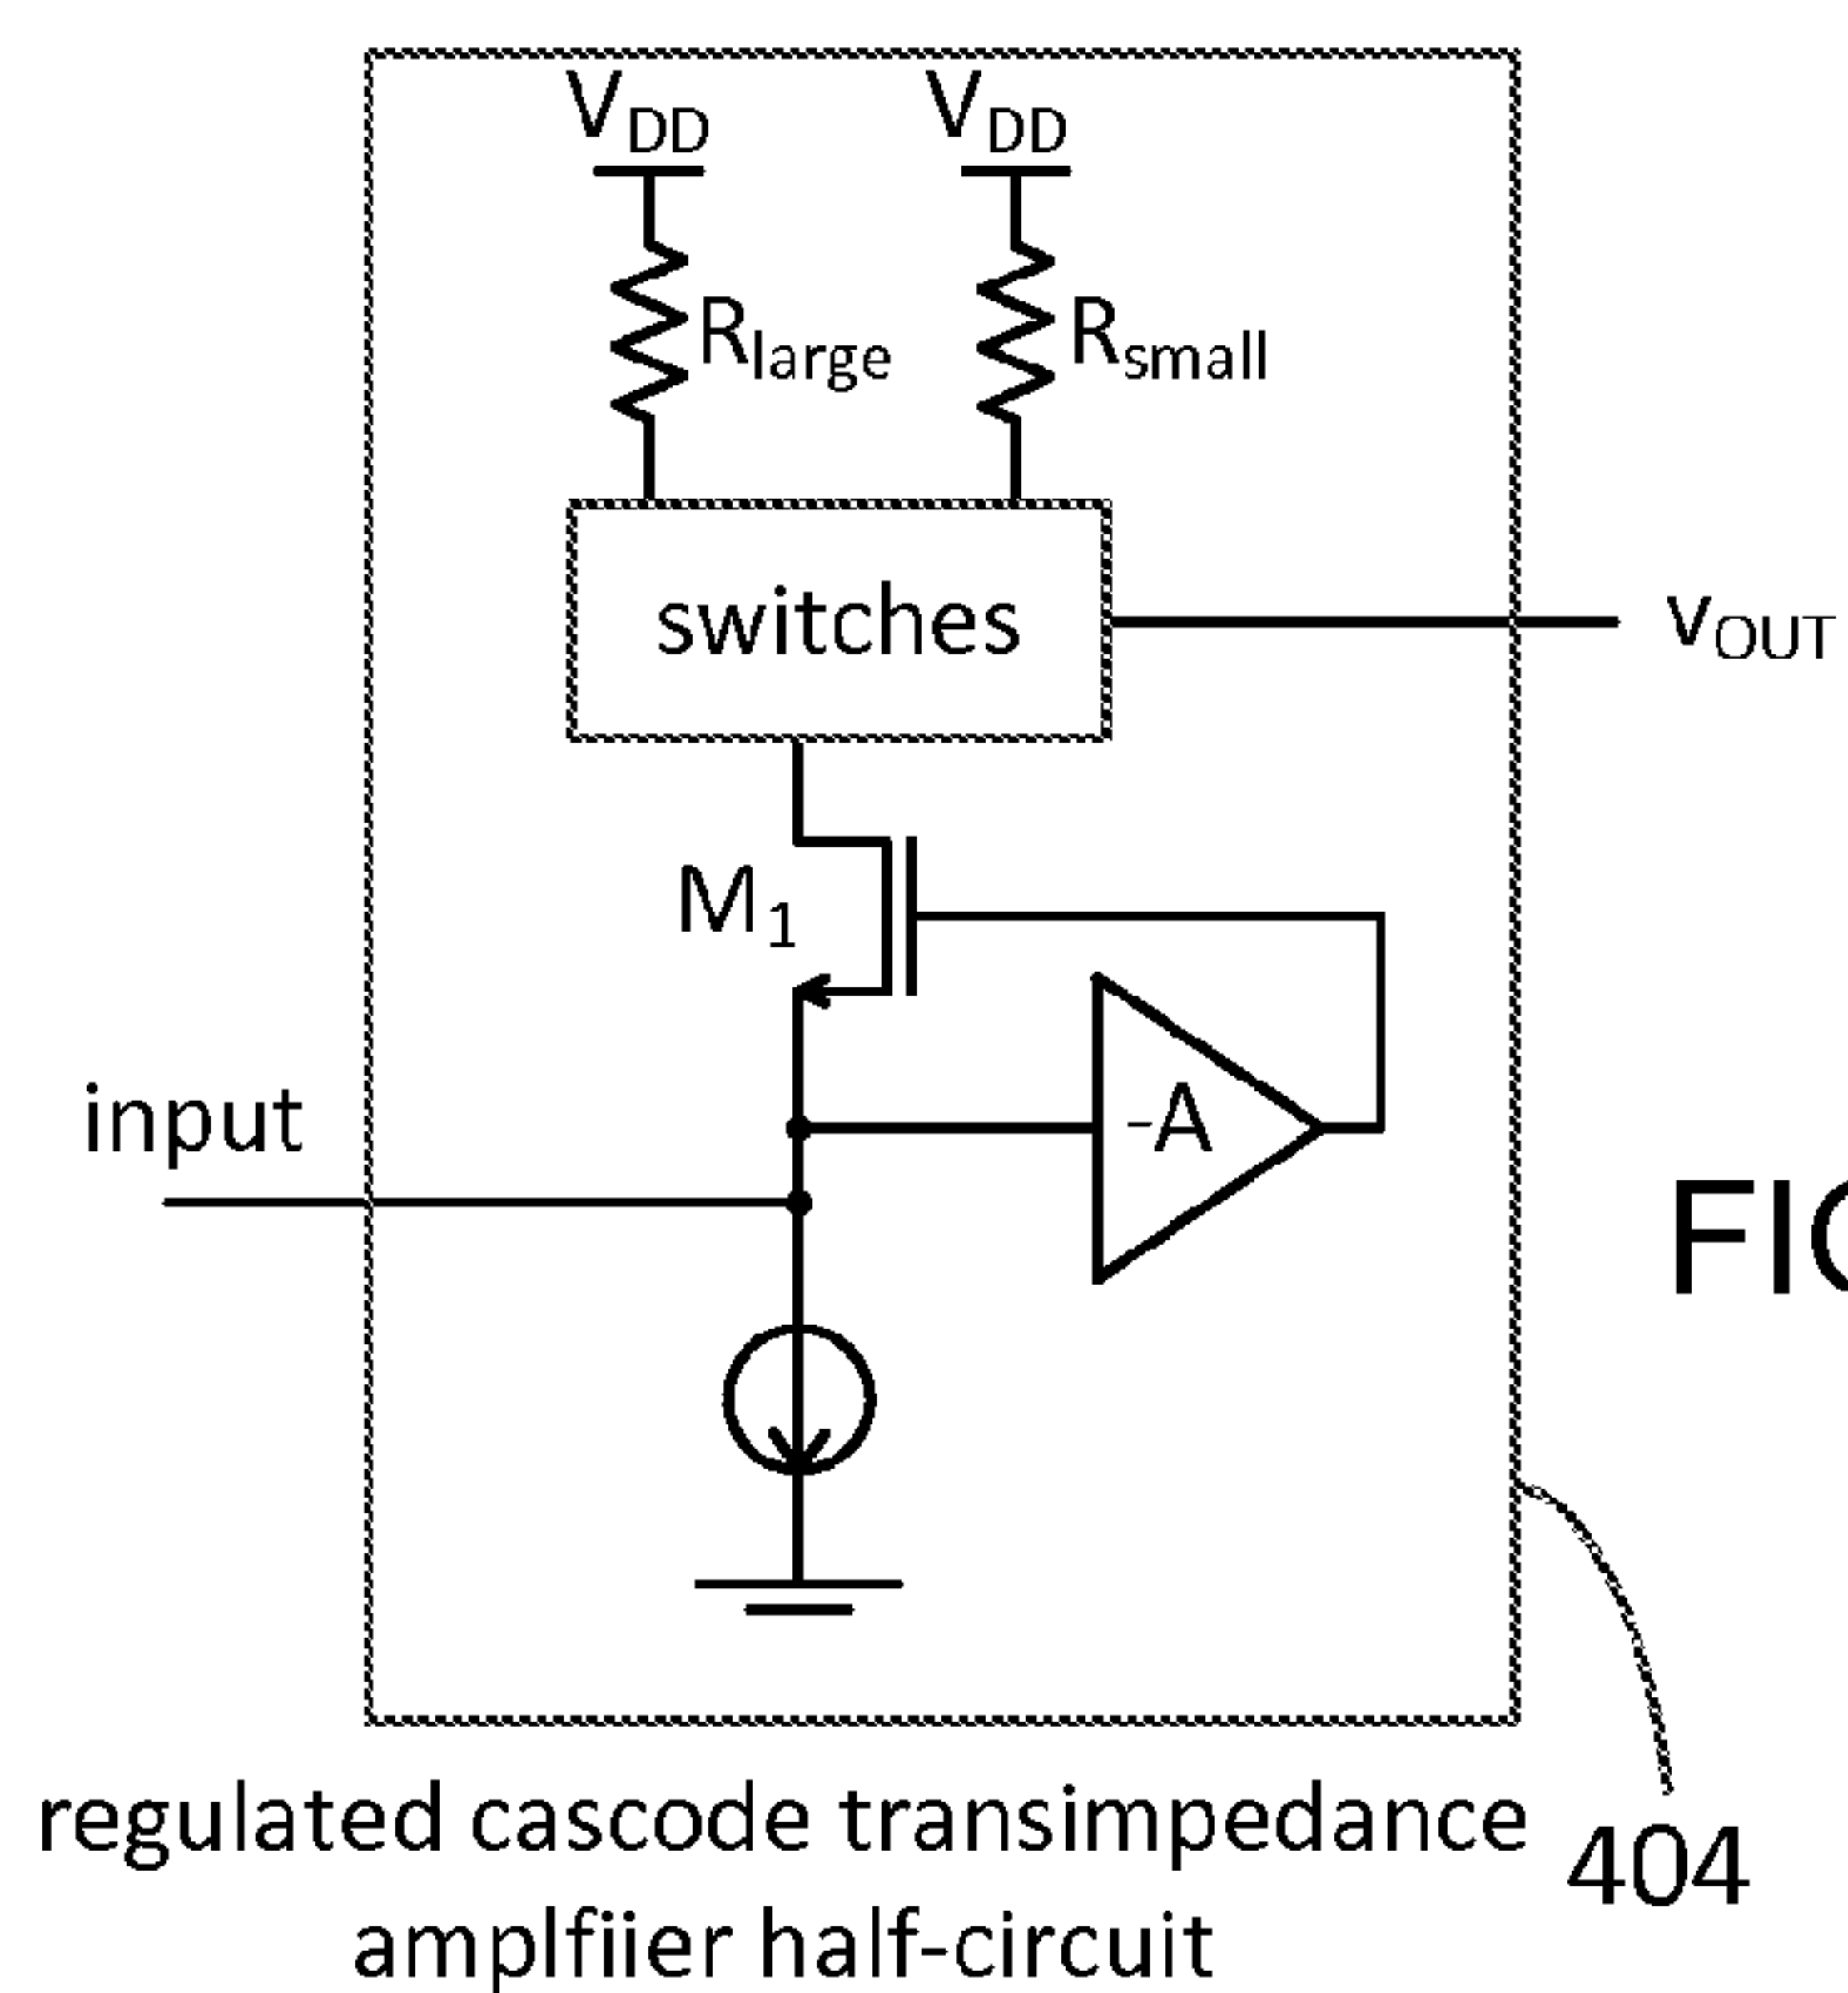 VDD VDD
Rlarge Rsmall
switches
vOUT
M1
input
-A
regulated cascode transimpedance
amplfiier half-circuit
404